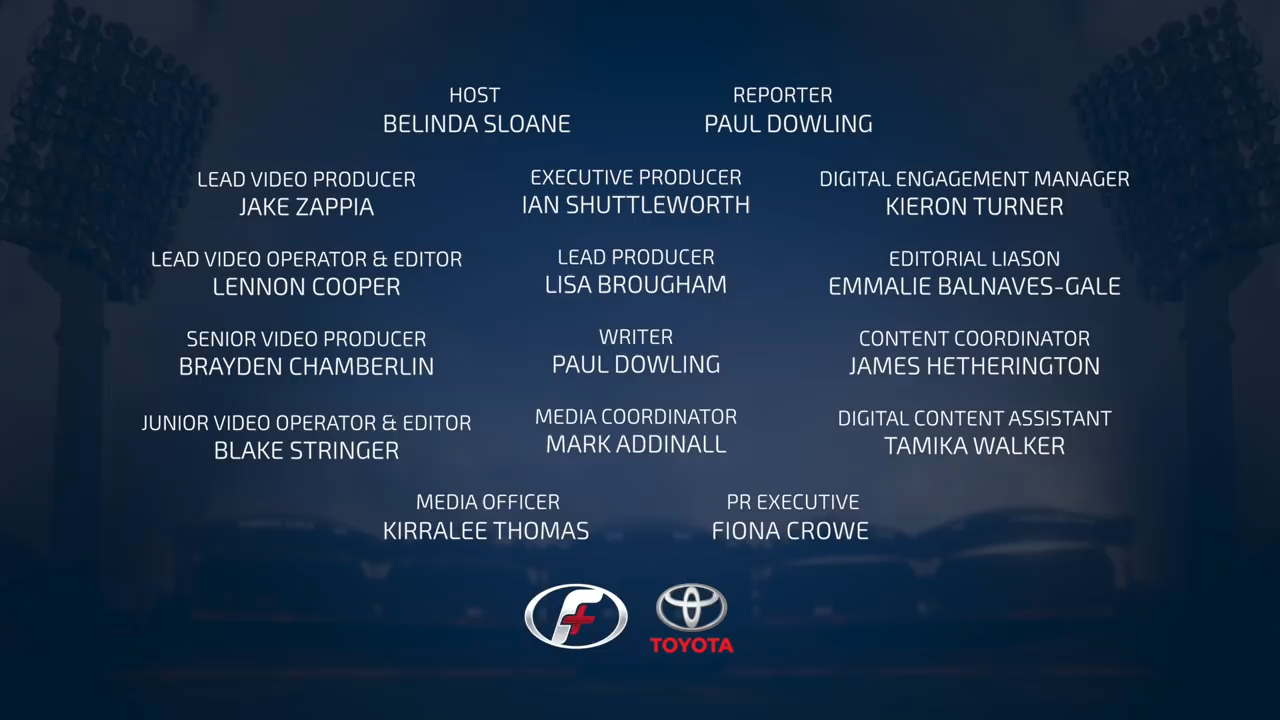 HOST
BELINDA SLOANE
REPORTER
PAUL DOWLING
LEAD VIDEO PRODUCER
JAKE ZAPPIA
EXECUTIVE PRODUCER
IAN SHUTTLEWORTH
DIGITAL ENGAGEMENT MANAGER
KIERON TURNER
LEAD VIDEO OPERATOR & EDITOR
LENNON COOPER
LEAD PRODUCER
LISA BROUGHAM
EDITORIAL LIASON
EMMALIE BALNAVES-GALE
SENIOR VIDEO PRODUCER
BRAYDEN CHAMBERLIN
WRITER
PAUL DOWLING
CONTENT COORDINATOR
JAMES HETHERINGTON
JUNIOR VIDEO OPERATOR & EDITOR
BLAKE STRINGER
MEDIA COORDINATOR
MARK ADDINALL
DIGITAL CONTENT ASSISTANT
TAMIKA WALKER
MEDIA OFFICER
KIRRALEE THOMAS
PR EXECUTIVE
FIONA CROWE
F+
TOYOTA